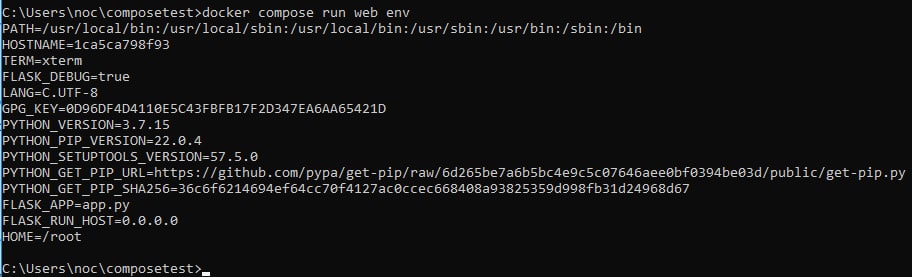 C:\Users\noc\composetest>docker compose run web env
PATH=/usr/local/bin:/usr/local/sbin:/usr/local/bin:/usr/sbin:/usr/bin:/sbin:/bin
HOSTNAME=1ca5ca798f93
TERM=xterm
FLASK_DEBUG=true
LANG=C.UTF-8
GPG_KEY=0D96DF4D4110E5C43FBFB17F2D347EA6AA65421D
PYTHON_VERSION=3.7.15
PYTHON_PIP_VERSION=22.0.4
PYTHON_SETUPTOOLS_VERSION=57.5.0
PYTHON_GET_PIP_URL=https://github.com/pypa/get-pip/raw/6d265be7a6b5bc4e9c5c07646aee0bf0394be03d/public/get-pip.py
PYTHON_GET_PIP_SHA256=36c6f6214694ef64cc70f4127ac0ccec668408a93825359d998fb31d24968d67
FLASK_APP=app.py
FLASK_RUN_HOST=0.0.0.0
HOME=/root
C:\Users\noc\composetest>